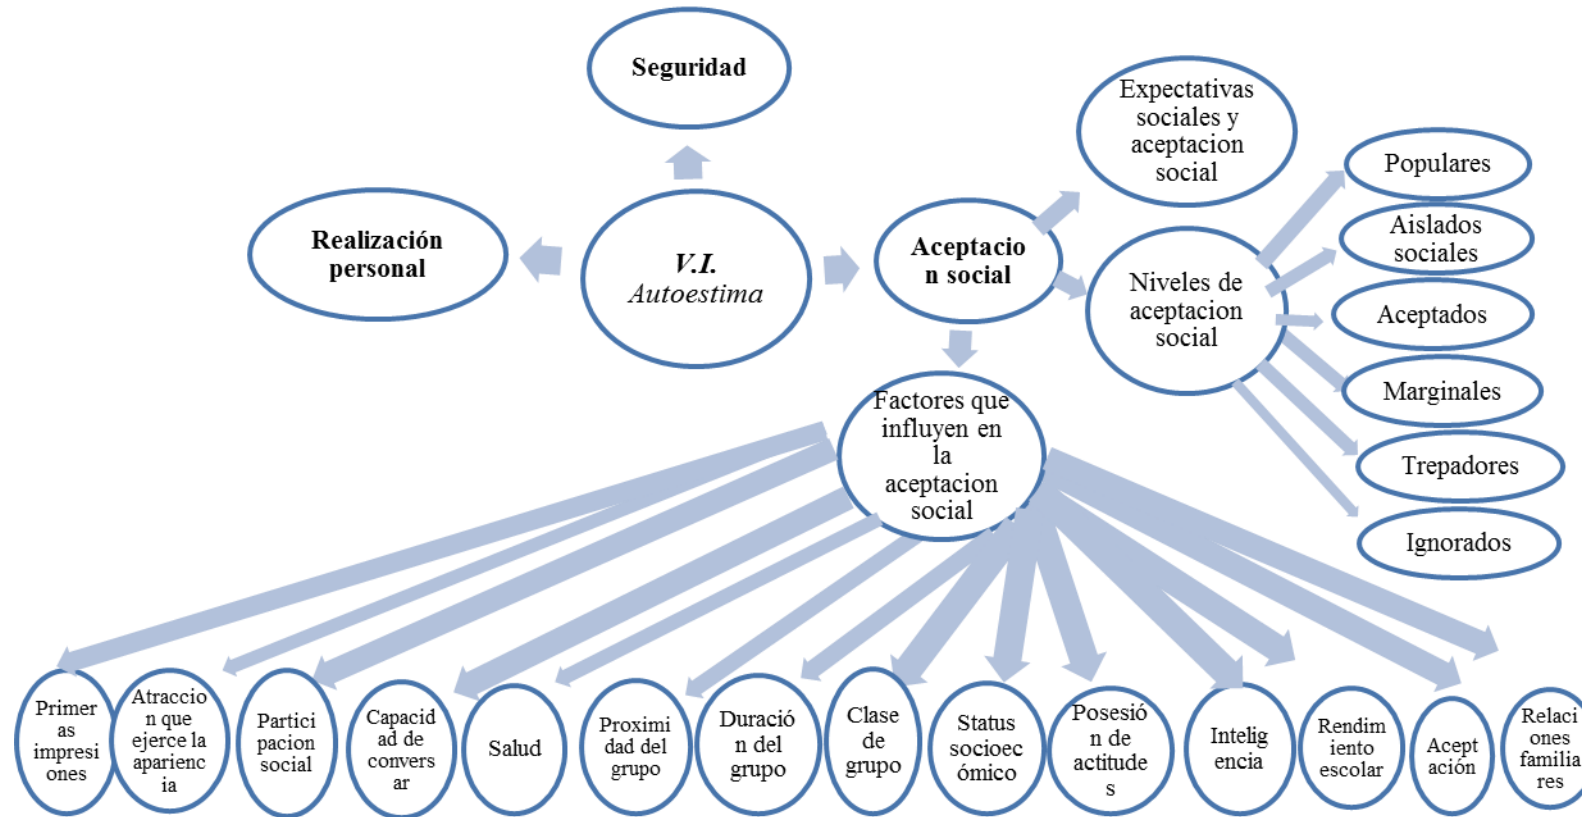 Seguridad
Expectativas
sociales y
aceptacion
social
Populares
Realización
personal
V.I.
Autoestima
Aceptacio
n social
Aislados
sociales
Niveles de
aceptacion
social
Aceptados
Marginales
Factores que
influyen en
la
aceptacion
social
Trepadores
Ignorados
Primer
as
impresi
ones
Atraccio
n que
ejerce la
aparienc
ia
Partici
pacion
social
Capacid
ad de
convers
ar
Salud
Proximi
dad del
grupo
Duració
n del
grupo
Clase
de
grupo
Status
socioec
ómico
Posesió
n de
actitude
s
Intelig
encia
Rendim
iento
escolar
Acept
ación
Relaci
ones
familia
res